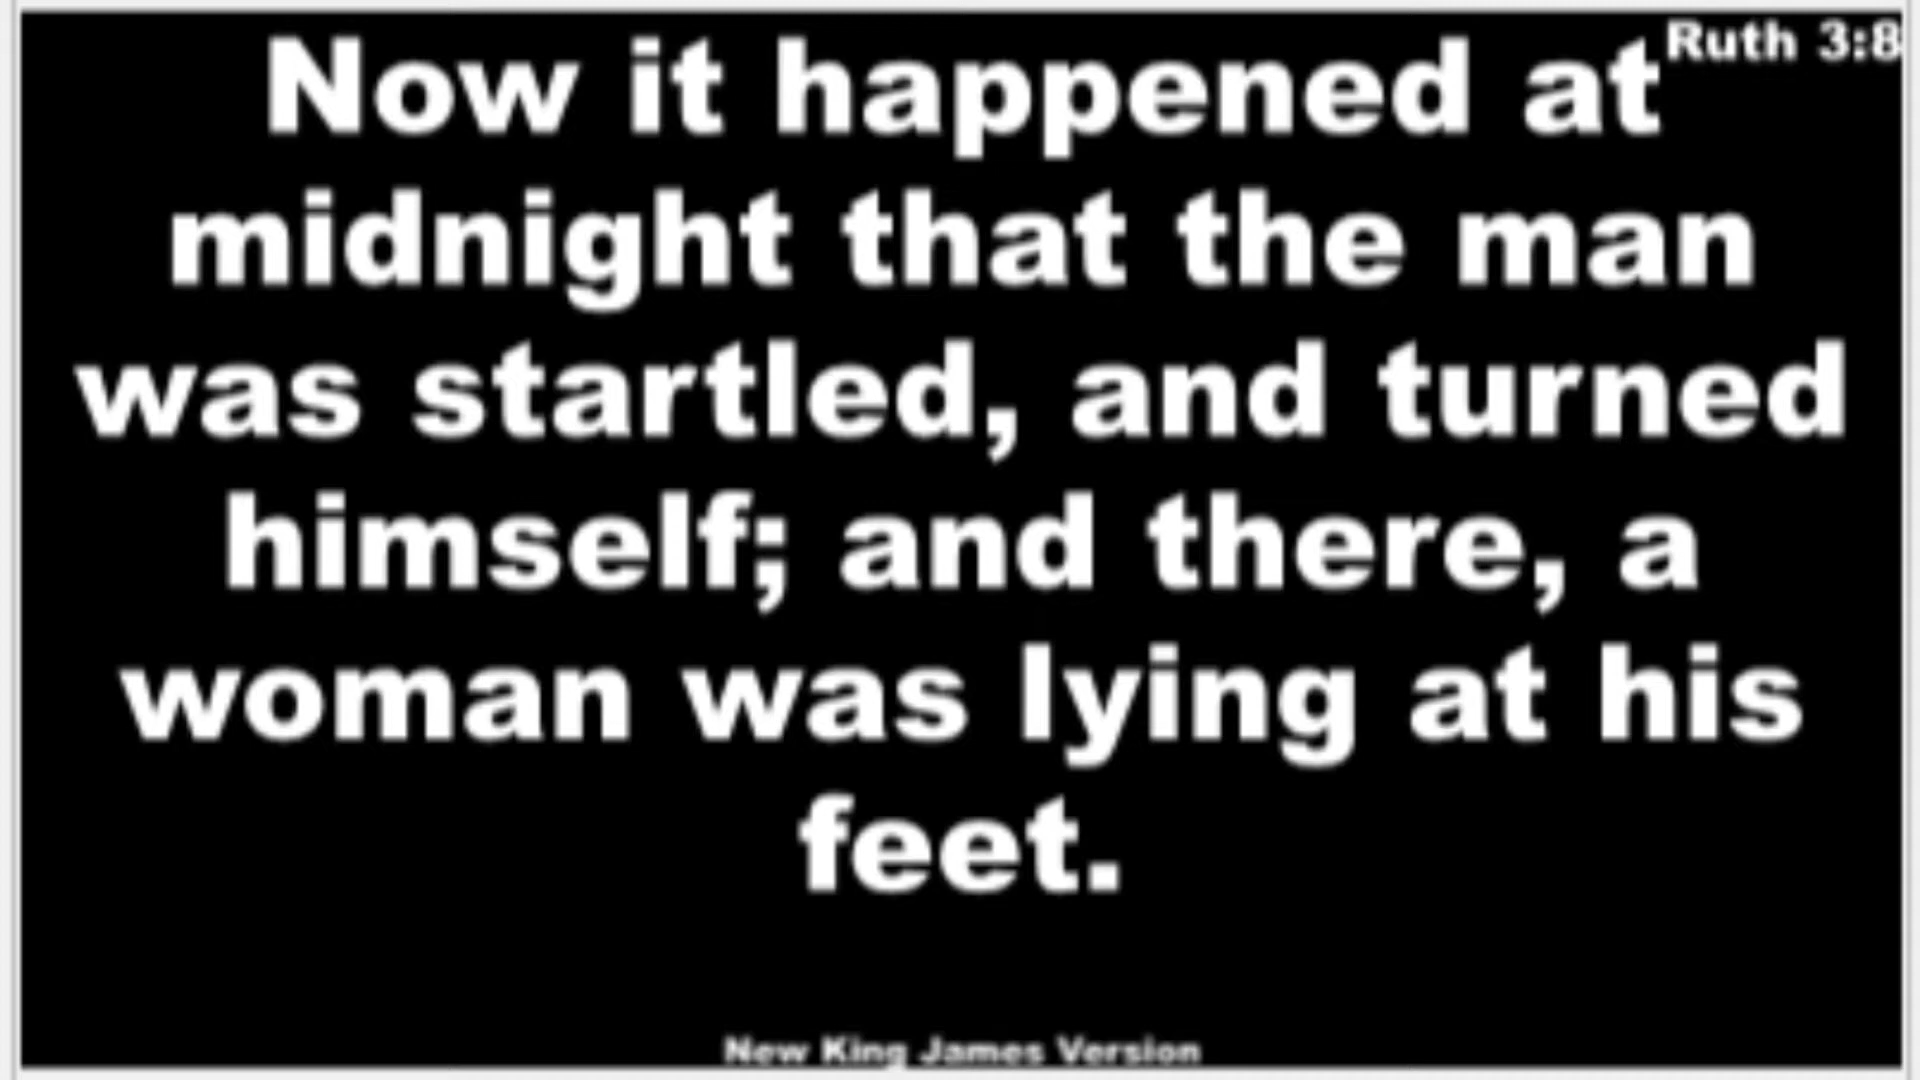 Ruth 3:8
Now it happened at
midnight that the man
was startled, and turned
himself; and there, a
woman was lying at his
feet.
New King James Version